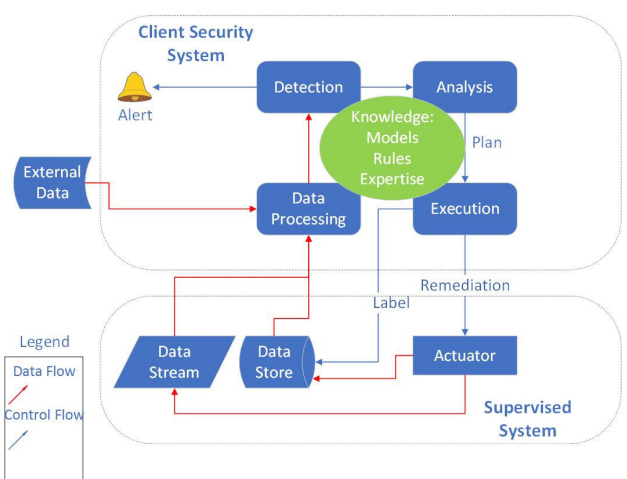 Client Security
System
Detection
Analysis
Alert
Knowledge:
Models
Rules
Expertise
Plan
External
Data
Data
Processing
Execution
Label
Remediation
Legend
Data Flow
Control Flow
Data
Stream
Data
Store
Actuator
Supervised
System